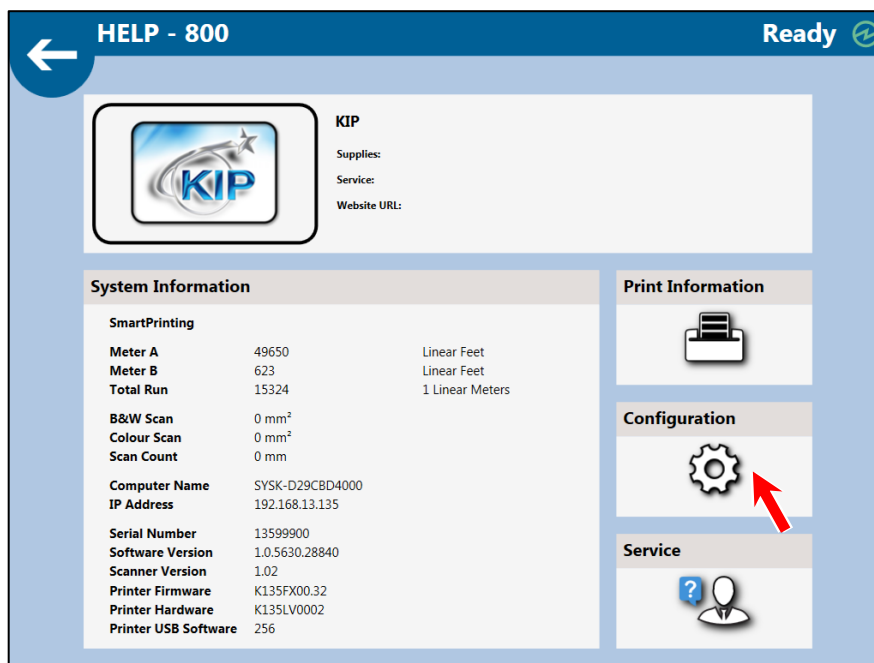 HELP - 800
Ready
KIP
KIP
Supplies:
Service:
Website URL:
System Information
SmartPrinting
Meter A 49650 Linear Feet
Meter B 623 Linear Feet
Total Run 15324 1 Linear Meters
B&W Scan 0 mm²
Colour Scan 0 mm²
Scan Count 0 mm
Computer Name SYSK-D29CBD4000
IP Address 192.168.13.135
Serial Number 13599900
Software Version 1.0.5630.28840
Scanner Version 1.02
Printer Firmware K135FX00.32
Printer Hardware K135LV0002
Printer USB Software 256
Print Information
Configuration
Service
?